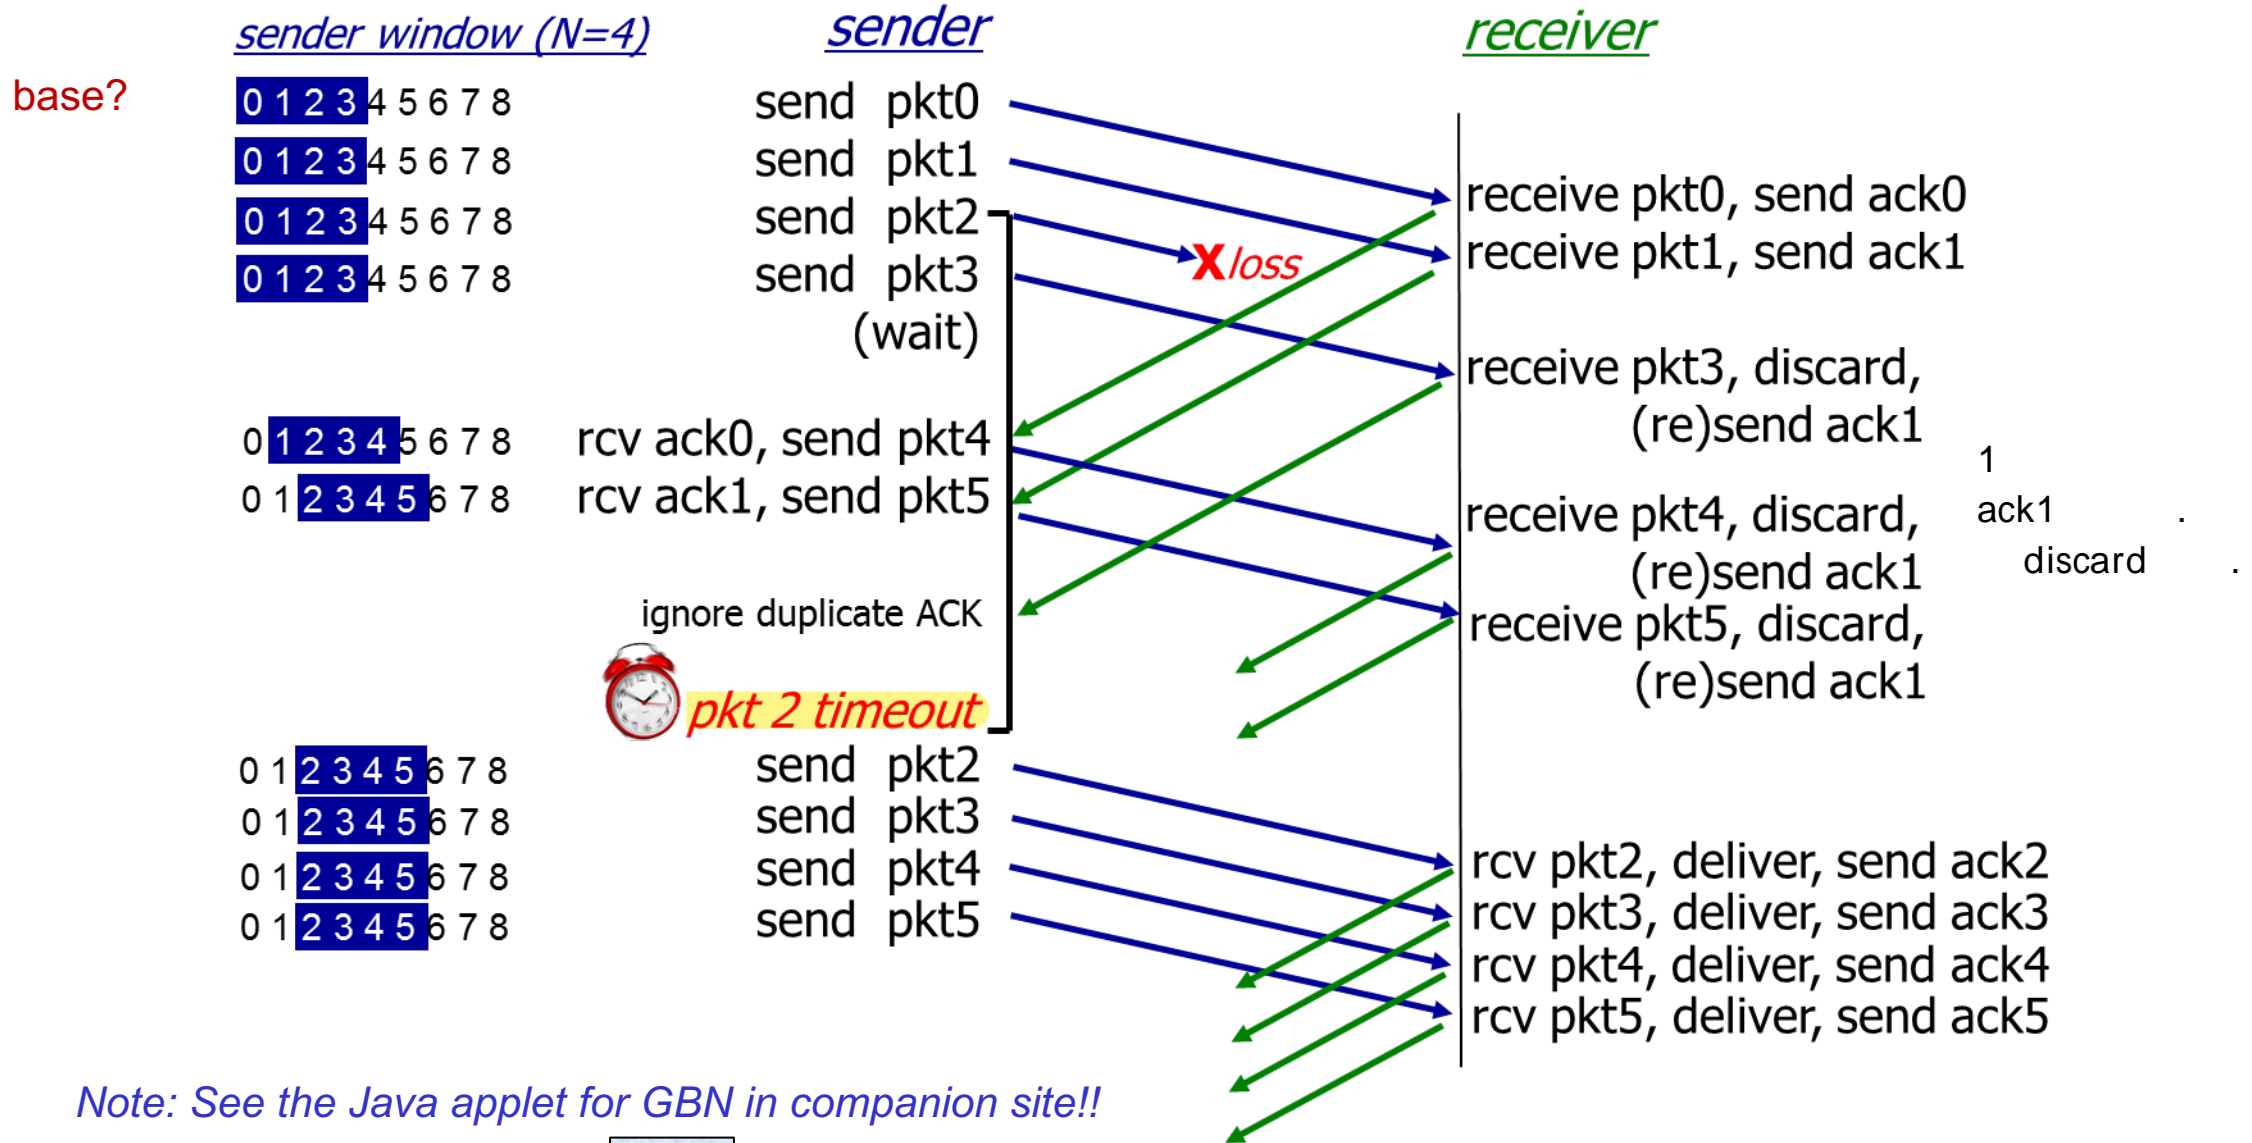 sender window (N=4) sender receiver
base? 0 1 2 3 4 5 6 7 8 send pkt0
0 1 2 3 4 5 6 7 8 send pkt1
receive pkt0, send ack0
0 1 2 3 4 5 6 7 8 send pkt2
X loss
receive pkt1, send ack1
0 1 2 3 4 5 6 7 8 send pkt3
(wait)
receive pkt3, discard,
(re)send ack1
0 1 2 3 4 5 6 7 8 rcv ack0, send pkt4
1
0 1 2 3 4 5 6 7 8 rcv ack1, send pkt5
receive pkt4, discard,
ack1 .
(re)send ack1
discard .
ignore duplicate ACK
receive pkt5, discard,
(re)send ack1
pkt 2 timeout
0 1 2 3 4 5 6 7 8 send pkt2
0 1 2 3 4 5 6 7 8 send pkt3
0 1 2 3 4 5 6 7 8 send pkt4
rcv pkt2, deliver, send ack2
0 1 2 3 4 5 6 7 8 send pkt5
rcv pkt3, deliver, send ack3
rcv pkt4, deliver, send ack4
rcv pkt5, deliver, send ack5
Note: See the Java applet for GBN in companion site!!